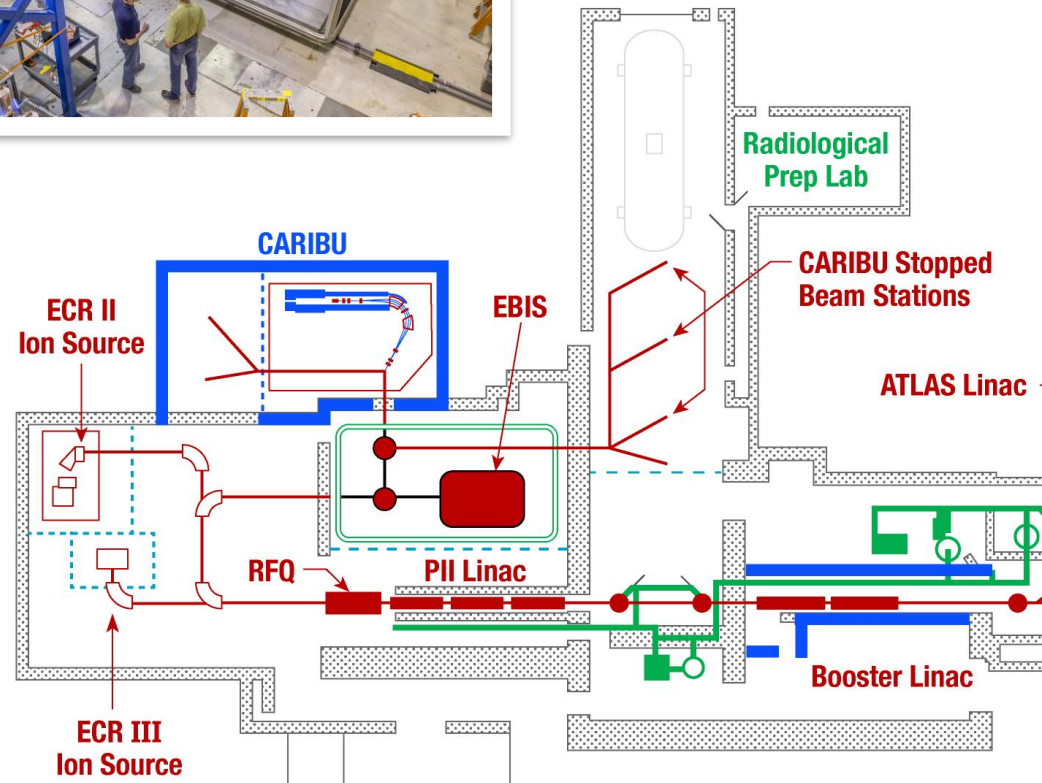 Radiological
Prep Lab
CARIBU
CARIBU Stopped
Beam Stations
ECR II
Ion Source
EBIS
ATLAS Linac
RFQ
PII Linac
Booster Linac
ECR III
Ion Source